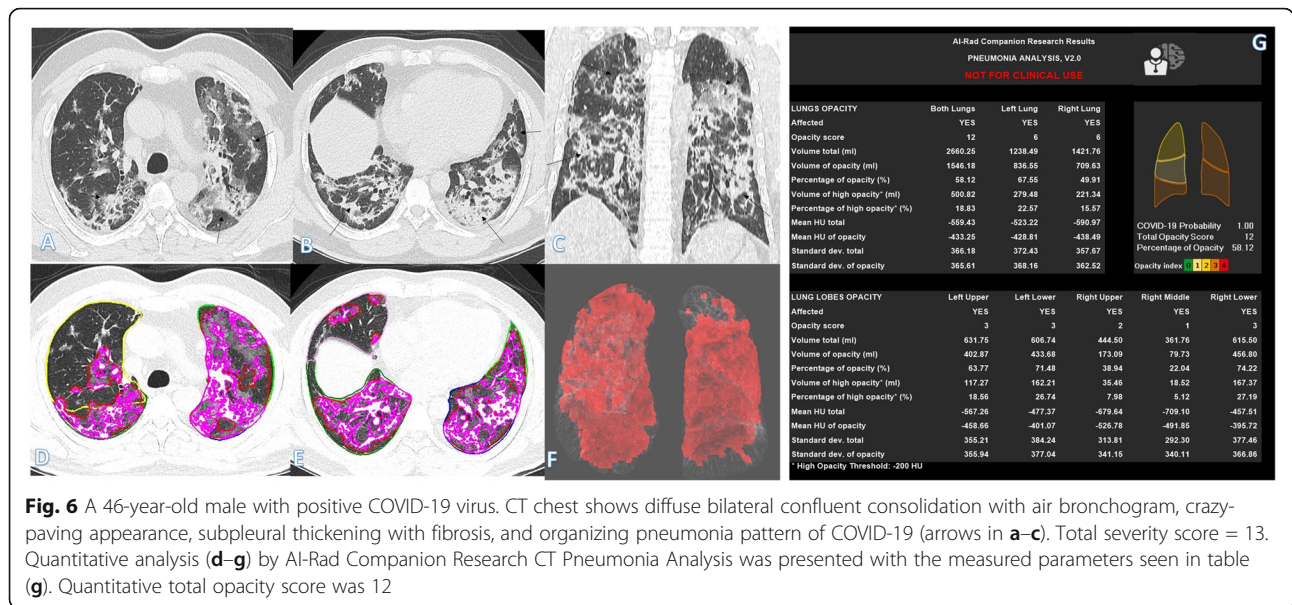 A
B
C
D
E
F
G
AI-Rad Companion Research Results
PNEUMONIA ANALYSIS, V2.0
NOT FOR CLINICAL USE
LUNGS OPACITY Both Lungs Left Lung Right Lung
Affected YES YES YES
Opacity score 12 6 6
Volume total (ml) 2660.25 1238.49 1421.76
Volume of opacity (ml) 1546.18 836.55 709.63
Percentage of opacity (%) 58.12 67.55 49.91
Volume of high opacity* (ml) 500.82 279.48 221.34
Percentage of high opacity* (%) 18.83 22.57 15.57
Mean HU total -559.43 -523.22 -590.97
Mean HU of opacity -433.25 -428.81 -438.49
Standard dev. total 366.18 372.43 357.67
Standard dev. of opacity 365.61 368.16 362.52
COVID-19 Probability 1.00
Total Opacity Score 12
Percentage of Opacity 58.12
Opacity index 0 1 2 3 4
LUNG LOBES OPACITY Left Upper Left Lower Right Upper Right Middle Right Lower
Affected YES YES YES YES YES
Opacity score 3 3 2 1 3
Volume total (ml) 631.75 606.74 444.50 361.76 615.50
Volume of opacity (ml) 402.87 433.68 173.09 79.73 456.80
Percentage of opacity (%) 63.77 71.48 38.94 22.04 74.22
Volume of high opacity* (ml) 117.27 162.21 35.46 18.52 167.37
Percentage of high opacity* (%) 18.56 26.74 7.98 5.12 27.19
Mean HU total -567.26 -477.37 -679.64 -709.10 -457.51
Mean HU of opacity -458.66 -401.07 -526.78 -491.85 -395.72
Standard dev. total 355.21 384.24 313.81 292.30 377.46
Standard dev. of opacity 355.94 377.04 341.15 340.11 366.86
* High Opacity Threshold: -200 HU
Fig. 6 A 46-year-old male with positive COVID-19 virus. CT chest shows diffuse bilateral confluent consolidation with air bronchogram, crazy-
paving appearance, subpleural thickening with fibrosis, and organizing pneumonia pattern of COVID-19 (arrows in a–c). Total severity score = 13.
Quantitative analysis (d–g) by AI-Rad Companion Research CT Pneumonia Analysis was presented with the measured parameters seen in table
(g). Quantitative total opacity score was 12